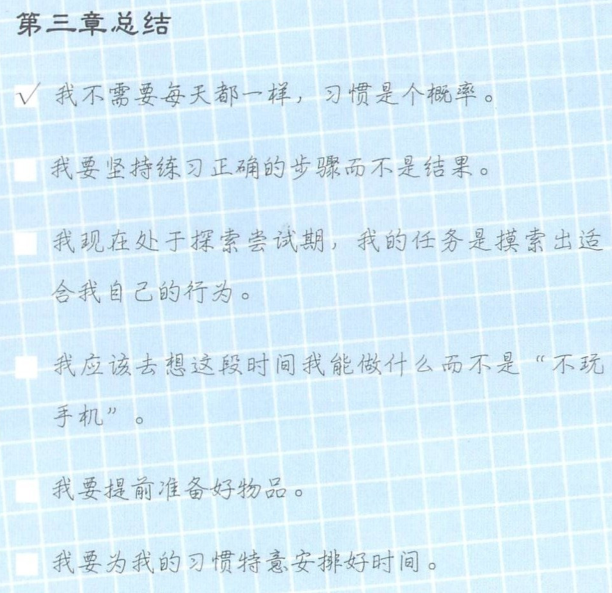 第三章总结
✓ 我不需要每天都一样，习惯是个概率。
我要坚持练习正确的步骤而不是结果。
我现在处于探索尝试期，我的任务是摸索出适
合我自己的行为。
我应该去想这段时间我能做什么而不是“不玩
手机”。
我要提前准备好物品。
我要为我的习惯特意安排好时间。